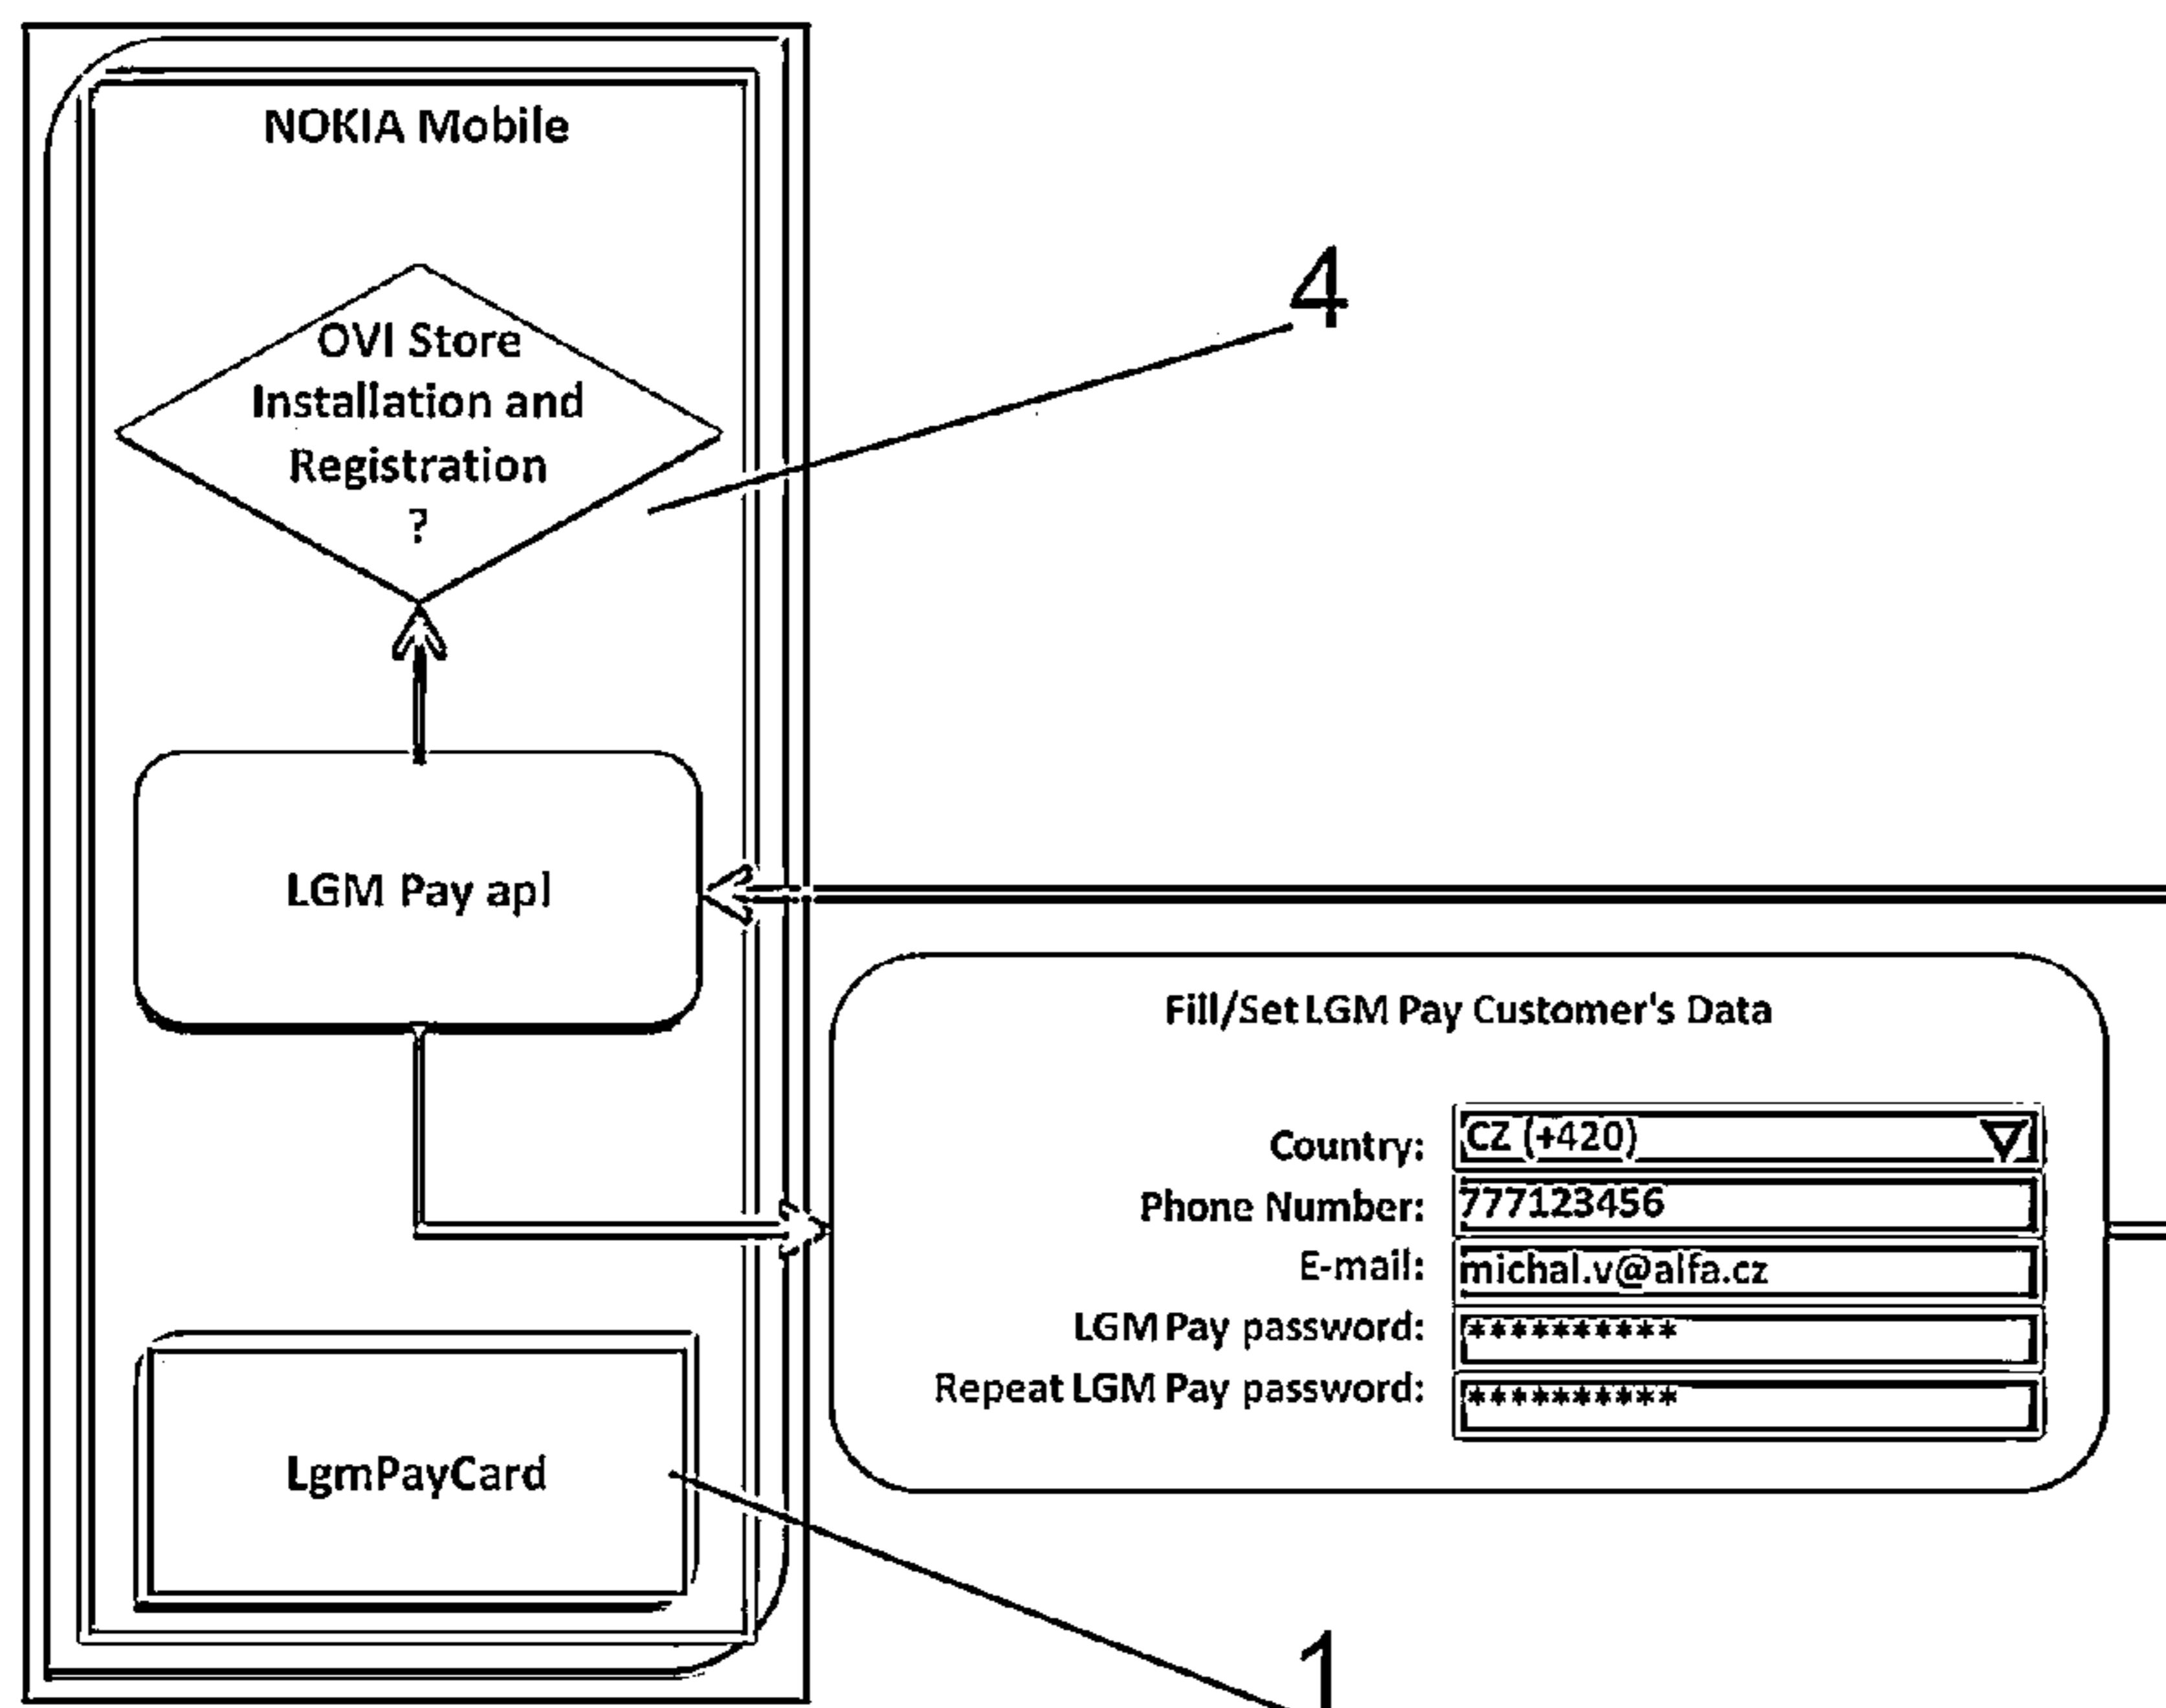 NOKIA Mobile
OVI Store
Installation and
Registration
?
4
LGM Pay apl
Fill/Set LGM Pay Customer's Data
Country: CZ (+420)
Phone Number: 777123456
E-mail: michal.v@alfa.cz
LGM Pay password: **********
Repeat LGM Pay password: **********
LgmPayCard
1